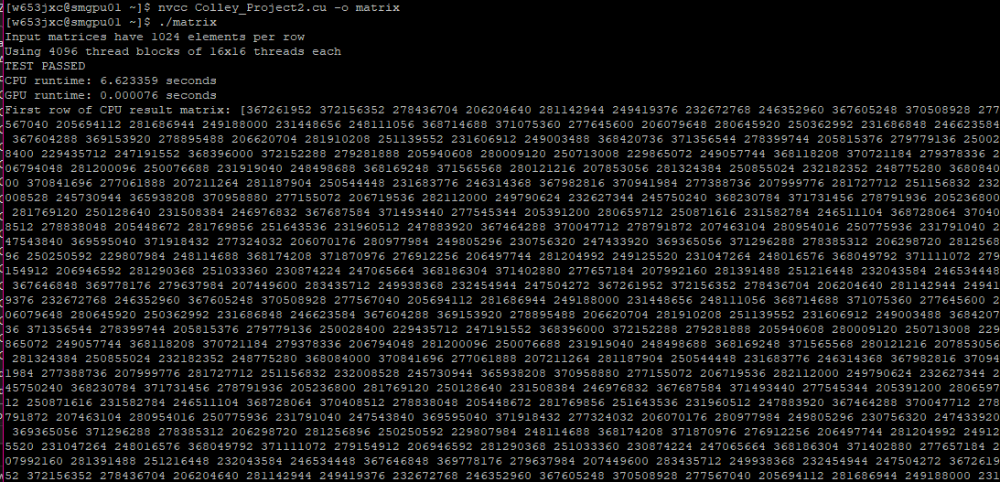 [w653jxc@smgpu01 ~]$ nvcc Colley_Project2.cu -o matrix
[w653jxc@smgpu01 ~]$ ./matrix
Input matrices have 1024 elements per row
Using 4096 thread blocks of 16x16 threads each
TEST PASSED
CPU runtime: 6.623359 seconds
GPU runtime: 0.000076 seconds
First row of CPU result matrix: [367261952 372156352 278436704 206204640 281142944 249419376 232672768 246352960 367605248 370508928 277
567040 205694112 281686944 249188000 231448656 248111056 368714688 371075360 277645600 206079648 280645920 250362992 231686848 246623584
367604288 369153920 278895488 206620704 281910208 251139552 231606912 249003488 368420736 371356544 278399744 205815376 279779136 25002
8400 229435712 247191552 368396000 372152288 279281888 205940608 280009120 250713008 229865072 249057744 368118208 370721184 279378336 2
06794048 281200096 250076688 231919040 248498688 368169248 371565568 280121216 207853056 281324384 250855024 232182352 248775280 3680840
00 370841696 277061888 207211264 281187904 250544448 231683776 246314368 367982816 370941984 277388736 207999776 281727712 251156832 232
008528 245730944 365938208 370958880 277155072 206719536 282112000 249790624 232627344 245750240 368230784 371731456 278791936 205236800
281769120 250128640 231508384 246976832 367687584 371493440 277545344 205391200 280659712 250871616 231582784 246511104 368728064 37040
8512 278838048 205448672 281769856 251643536 231960512 247883920 367464288 370047712 278791872 207463104 280954016 250775936 231791040 2
47543840 369595040 371918432 277324032 206070176 280977984 249805296 230756320 247433920 369365056 371296288 278385312 206298720 2812568
96 250250592 229807984 248114688 368174208 371870976 276912256 206497744 281204992 249125520 231047264 248016576 368049792 371111072 279
154912 206946592 281290368 251033360 230874224 247065664 368186304 371402880 277657184 207992160 281391488 251216448 232043584 246534448
367646848 369778176 279637984 207449600 283435712 249938368 232454944 247504272 367261952 372156352 278436704 206204640 281142944 24941
9376 232672768 246352960 367605248 370508928 277567040 205694112 281686944 249188000 231448656 248111056 368714688 371075360 277645600 2
06079648 280645920 250362992 231686848 246623584 367604288 369153920 278895488 206620704 281910208 251139552 231606912 249003488 3684207
36 371356544 278399744 205815376 279779136 250028400 229435712 247191552 368396000 372152288 279281888 205940608 280009120 250713008 229
865072 249057744 368118208 370721184 279378336 206794048 281200096 250076688 231919040 248498688 368169248 371565568 280121216 207853056
281324384 250855024 232182352 248775280 368084000 370841696 277061888 207211264 281187904 250544448 231683776 246314368 367982816 37094
1984 277388736 207999776 281727712 251156832 232008528 245730944 365938208 370958880 277155072 206719536 282112000 249790624 232627344 2
45750240 368230784 371731456 278791936 205236800 281769120 250128640 231508384 246976832 367687584 371493440 277545344 205391200 2806597
12 250871616 231582784 246511104 368728064 370408512 278838048 205448672 281769856 251643536 231960512 247883920 367464288 370047712 278
791872 207463104 280954016 250775936 231791040 247543840 369595040 371918432 277324032 206070176 280977984 249805296 230756320 247433920
369365056 371296288 278385312 206298720 281256896 250250592 229807984 248114688 368174208 371870976 276912256 206497744 281204992 24912
5520 231047264 248016576 368049792 371111072 279154912 206946592 281290368 251033360 230874224 247065664 368186304 371402880 277657184 2
07992160 281391488 251216448 232043584 246534448 367646848 369778176 279637984 207449600 283435712 249938368 232454944 247504272 3672619
52 372156352 278436704 206204640 281142944 249419376 232672768 246352960 367605248 370508928 277567040 205694112 281686944 249188000 231